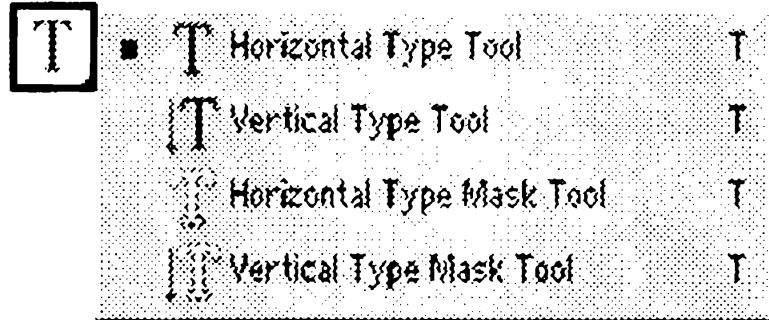 T Horizontal Type Tool T
Vertical Type Tool T
Horizontal Type Mask Tool T
Vertical Type Mask Tool T